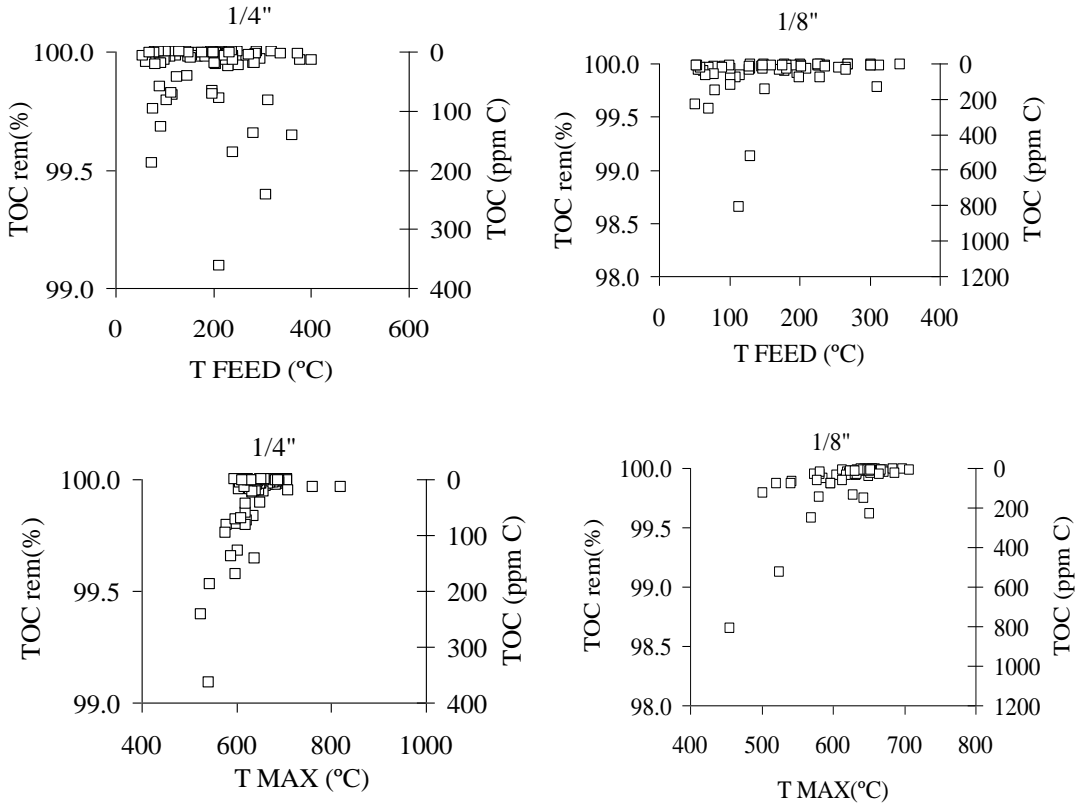 1/4"
100.0
99.5
99.0
TOC rem(%)
0
100
200
300
400
TOC (ppm C)
0 200 400 600
T FEED (ºC)
1/8"
100.0
99.5
99.0
98.5
98.0
TOC rem(%)
0
200
400
600
800
1000
1200
TOC (ppm C)
0 100 200 300 400
T FEED (ºC)
1/4"
100.0
99.5
99.0
TOC rem(%)
0
100
200
300
400
TOC (ppm C)
400 600 800 1000
T MAX (ºC)
1/8"
100.0
99.5
99.0
98.5
98.0
TOC rem(%)
0
200
400
600
800
1000
1200
TOC (ppm C)
400 500 600 700 800
T MAX(ºC)